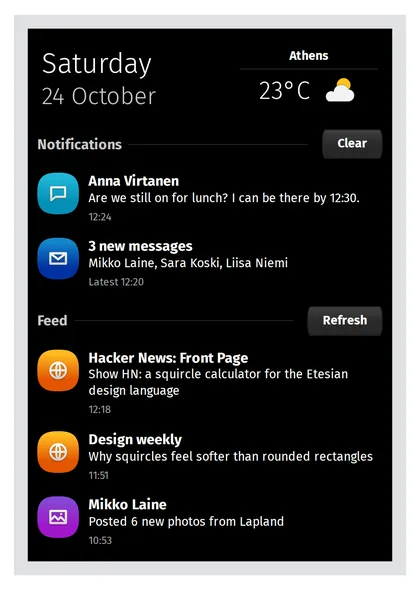 Saturday
24 October
Athens
23°C
Notifications
Clear
Anna Virtanen
Are we still on for lunch? I can be there by 12:30.
12:24
3 new messages
Mikko Laine, Sara Koski, Liisa Niemi
Latest 12:20
Feed
Refresh
Hacker News: Front Page
Show HN: a squircle calculator for the Etesian
design language
12:18
Design weekly
Why squircles feel softer than rounded rectangles
11:51
Mikko Laine
Posted 6 new photos from Lapland
10:53